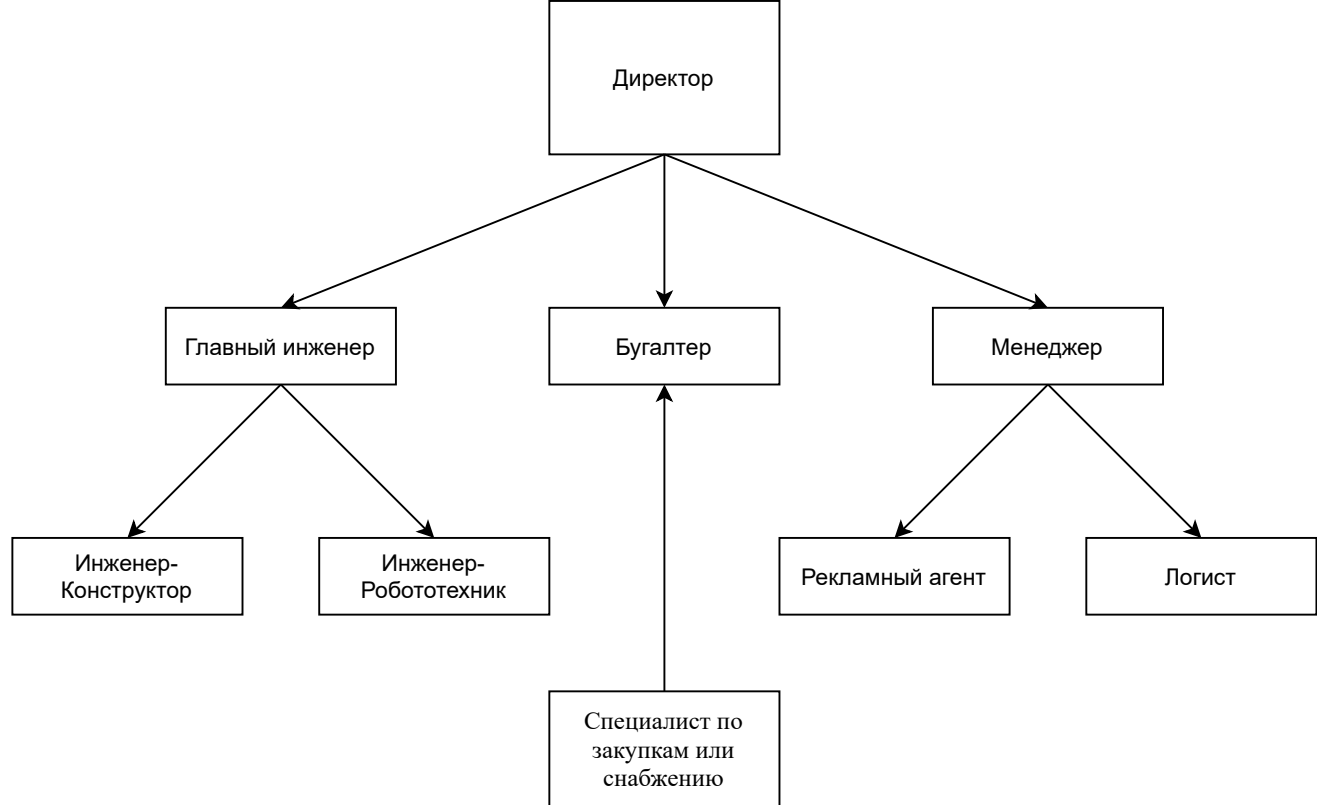 Директор
Главный инженер
Бугалтер
Менеджер
Инженер-
Конструктор
Инженер-
Робототехник
Рекламный агент
Логист
Специалист по
закупкам или
снабжению